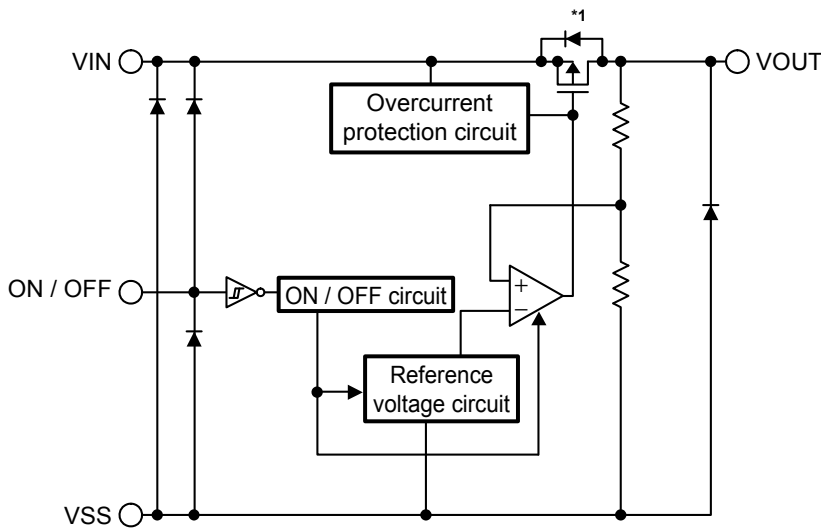 *1
VIN
VOUT
Overcurrent
protection circuit
ON / OFF
ON / OFF circuit
+
−
Reference
voltage circuit
VSS